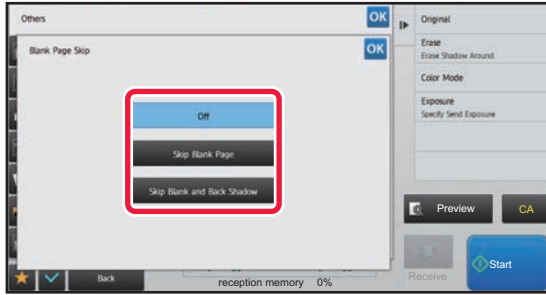 Others
OK
Blank Page Skip
OK
Off
Skip Blank Page
Skip Blank and Back Shadow
Original
Erase
Erase Shadow Around
Color Mode
Exposure
Specify Send Exposure
Preview
CA
Receive
Start
Back
reception memory 0%